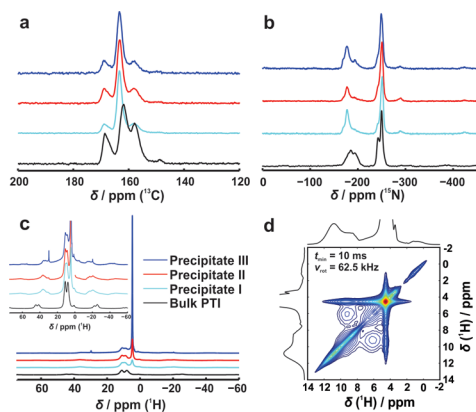 a
200 180 160 140 120
δ / ppm (¹³C)
b
-0 -100 -200 -300 -400
δ / ppm (¹⁵N)
c
60 40 20 0 -20 -40 -60
δ / ppm (¹H)
Precipitate III
Precipitate II
Precipitate I
Bulk PTI
60 40 20 0 -20 -40 -60
δ / ppm (¹H)
d
t_min = 10 ms
ν_rot = 62.5 kHz
-2
0
2
4
6
8
10
12
14
δ (¹H) / ppm
14 12 10 8 6 4 2 0 -2
δ (¹H) / ppm